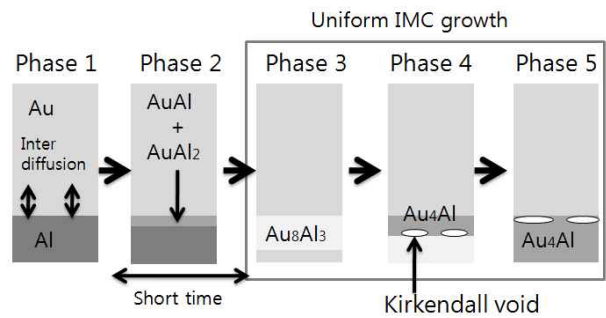 Uniform IMC growth
Phase 1
Phase 2
Phase 3
Phase 4
Phase 5
Au
Inter
diffusion
Al
AuAl
+
AuAl₂
Au₈Al₃
Au₄Al
Au₄Al
Short time
Kirkendall void